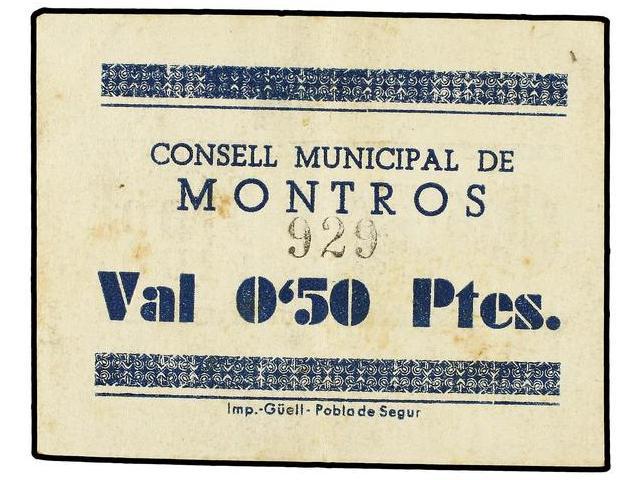 CONSELL MUNICIPAL DE
MONTROS
929
Val 0'50 Ptes.
Imp.-Güell - Pobla de Segur